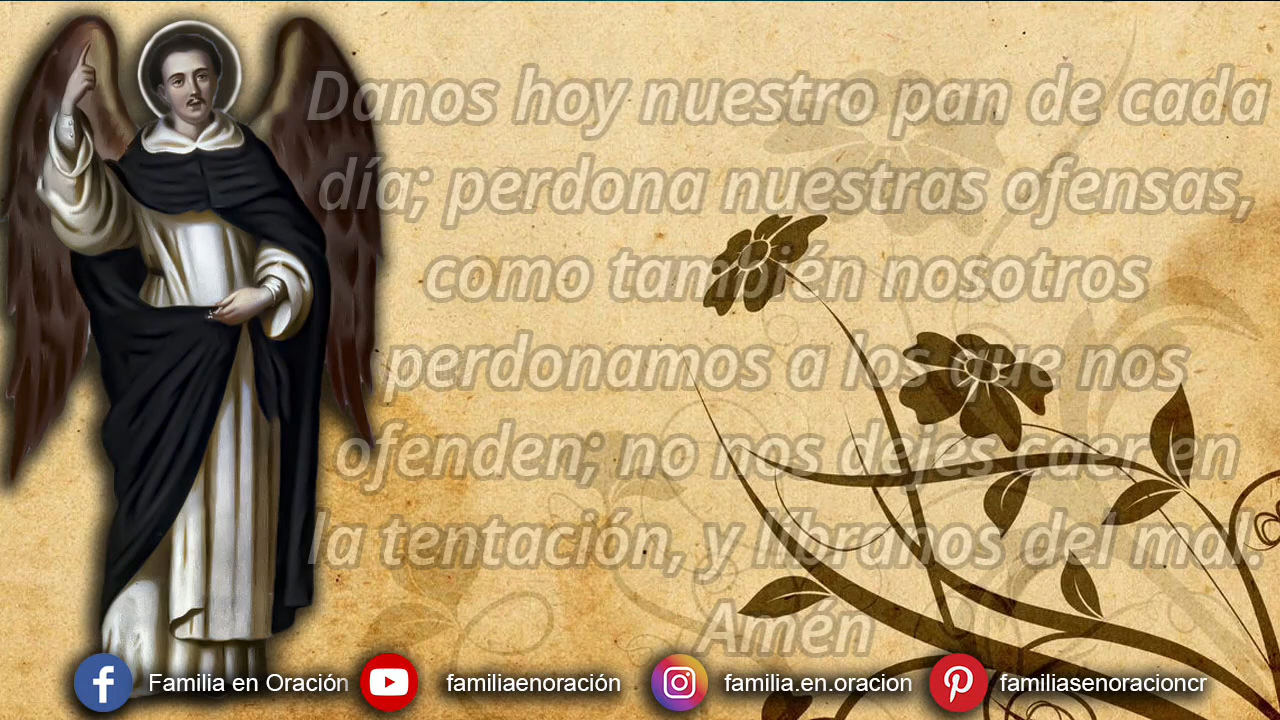 Danos hoy nuestro pan de cada
día; perdona nuestras ofensas,
como también nosotros
perdonamos a los que nos
ofenden; no nos dejes caer en
la tentación, y líbranos del mal.
Amén
Familia en Oración familiaenoración familia.en.oracion familiasenoracioncr